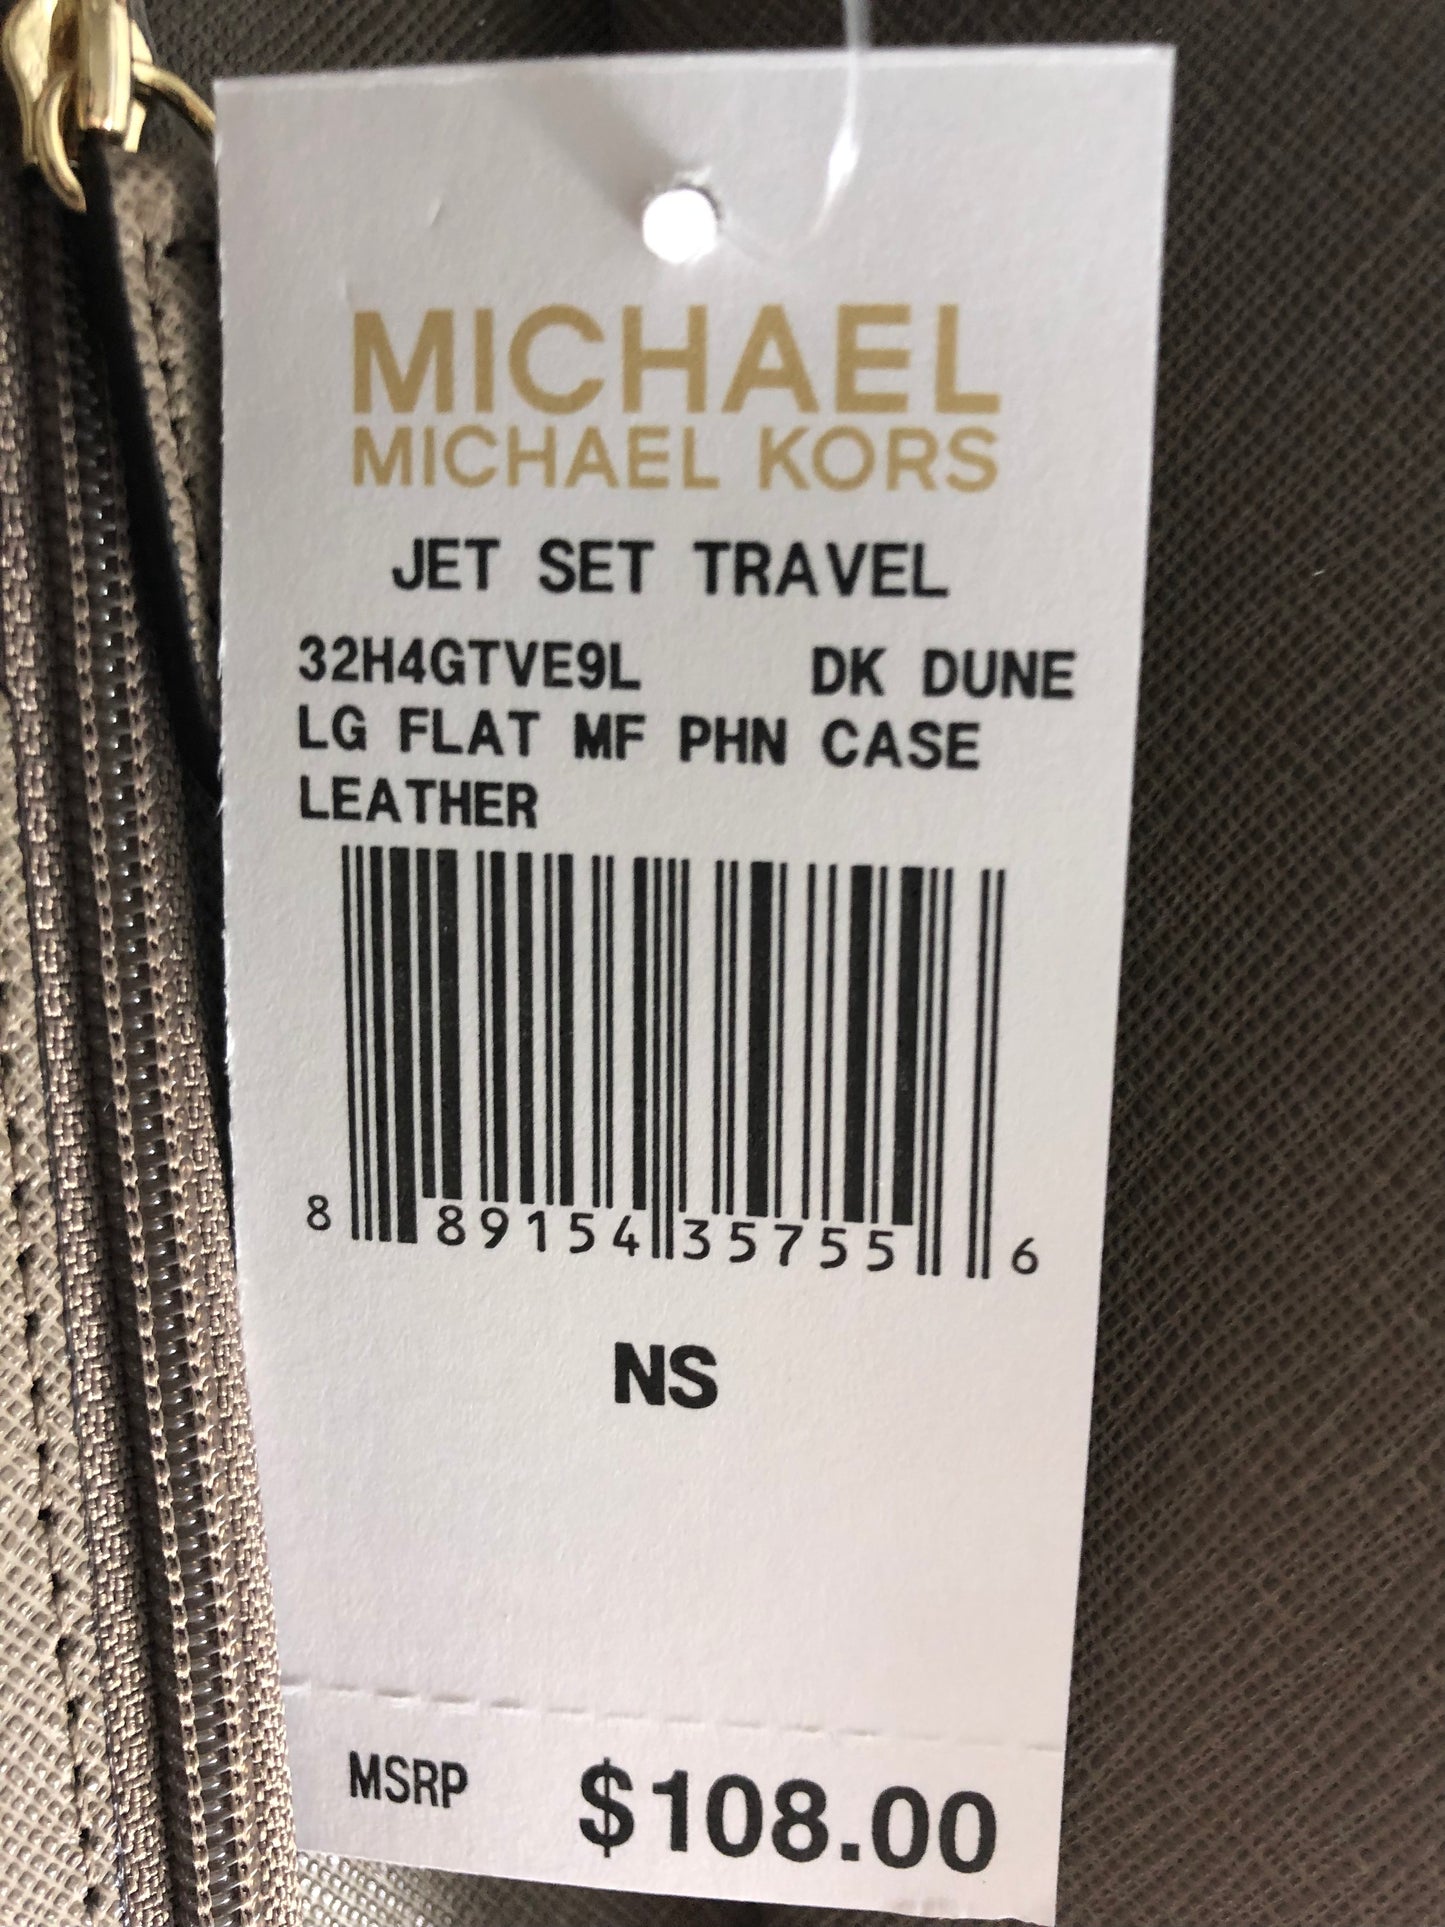 MICHAEL
MICHAEL KORS
JET SET TRAVEL
32H4GTVE9L DK DUNE
LG FLAT MF PHN CASE
LEATHER
8 89154 35755 6
NS
MSRP $108.00